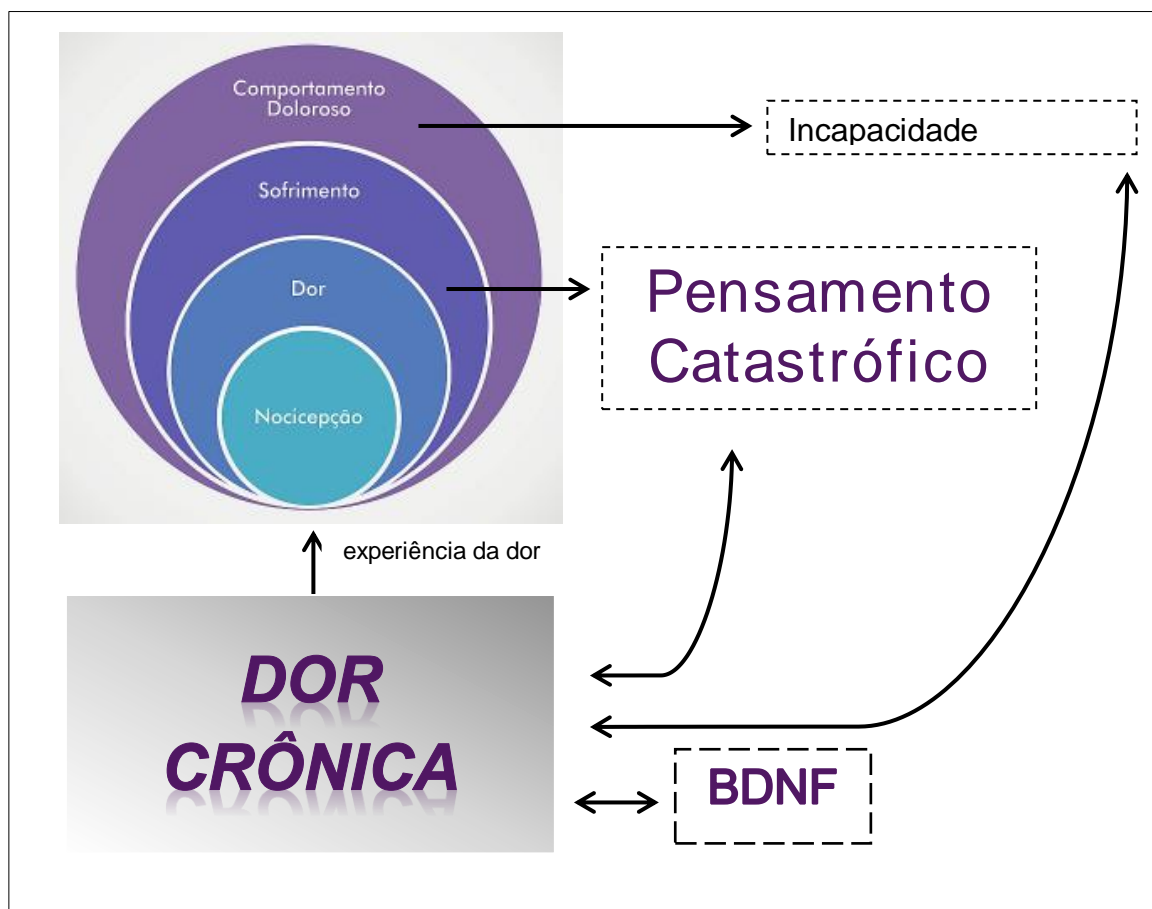 Comportamento
Doloroso
Incapacidade
Sofrimento
Pensamento
Catastrófico
Dor
Nocicepção
experiência da dor
DOR
CRÔNICA
BDNF